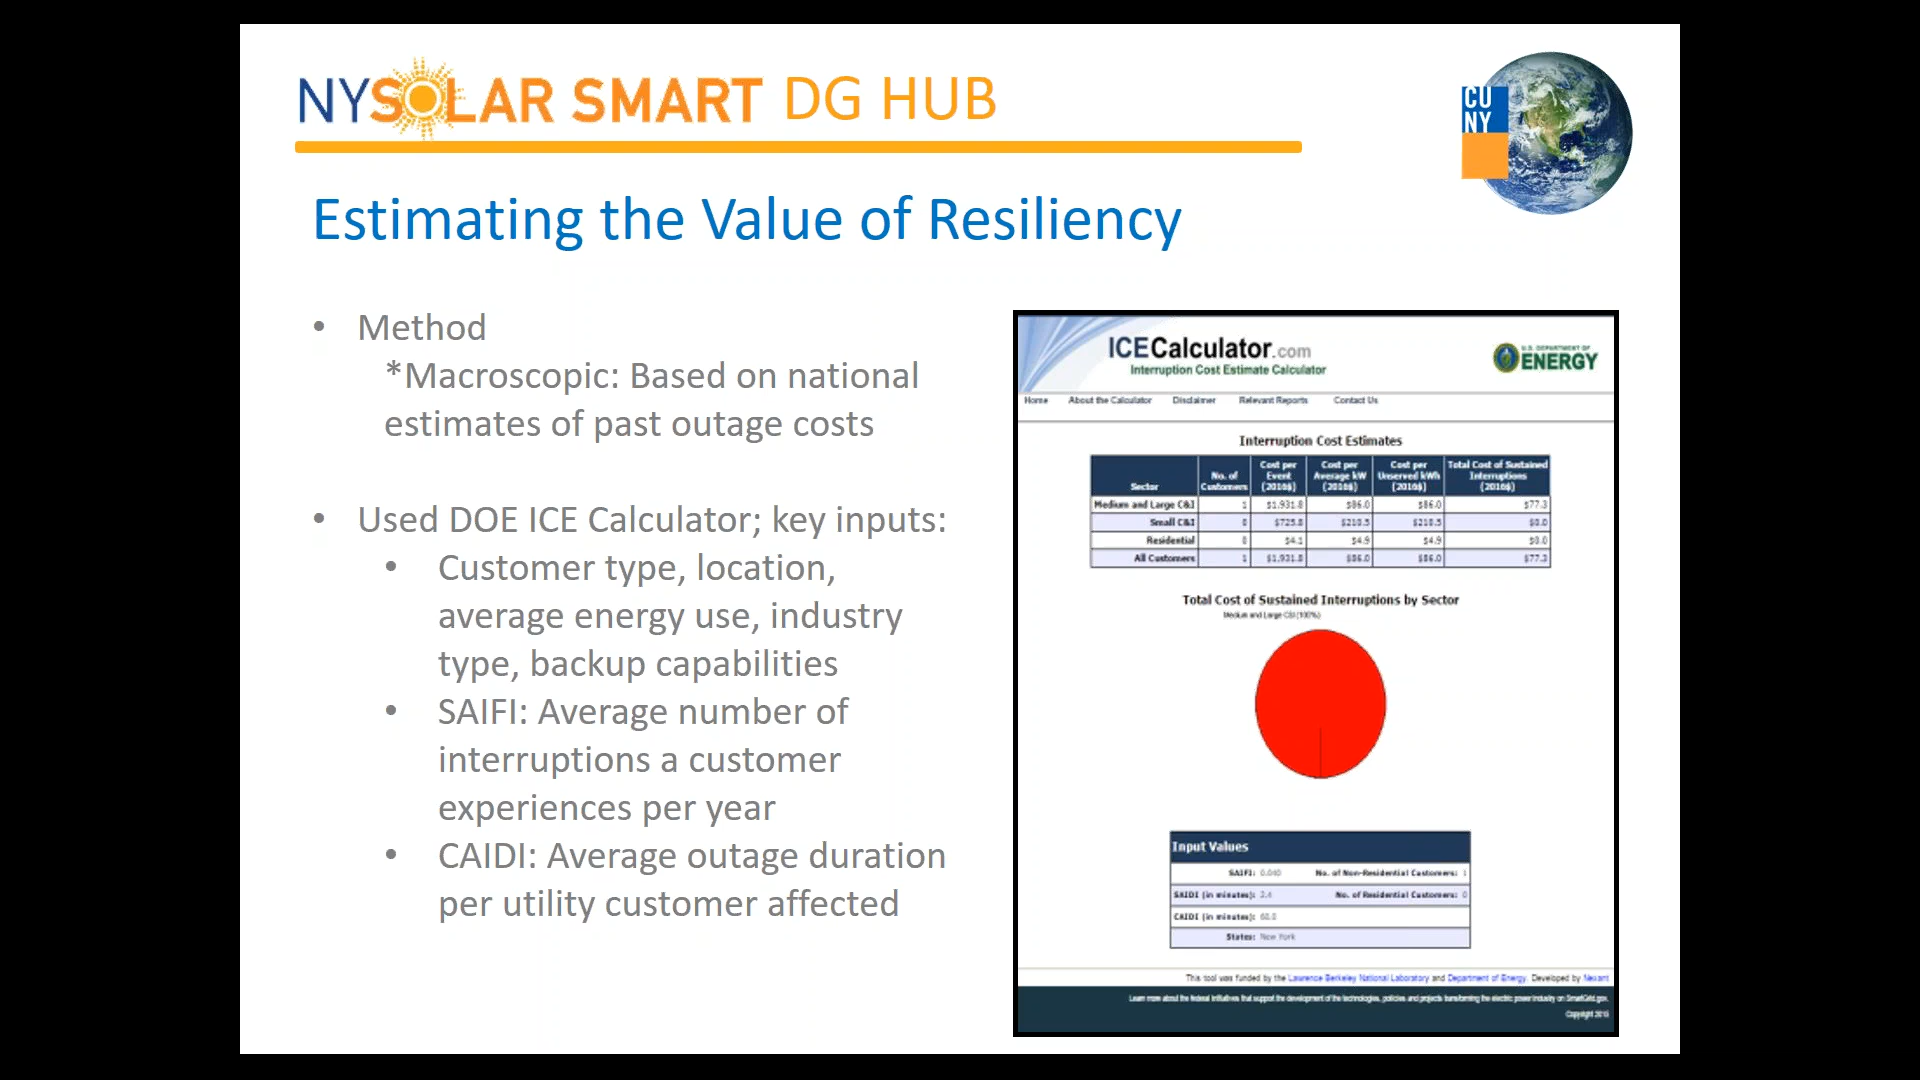 NYSOLAR SMART DG HUB
CU
NY
Estimating the Value of Resiliency
• Method
*Macroscopic: Based on national
estimates of past outage costs
• Used DOE ICE Calculator; key inputs:
• Customer type, location,
average energy use, industry
type, backup capabilities
• SAIFI: Average number of
interruptions a customer
experiences per year
• CAIDI: Average outage duration
per utility customer affected
ICECalculator.com
Interruption Cost Estimate Calculator
U.S. DEPARTMENT OF
ENERGY
Home About the Calculator Disclaimer Relevant Reports Contact Us
Interruption Cost Estimates
Sector No. of Customers Cost per Event (2016$) Cost per Average kW (2016$) Cost per Unserved kWh (2016$) Total Cost of Sustained Interruptions (2016$)
Medium and Large C&I 1 $1,931.8 $86.0 $86.0 $77.3
Small C&I 0 $725.8 $210.5 $210.5 $0.0
Residential 0 $4.1 $4.9 $4.9 $0.0
All Customers 1 $1,931.8 $86.0 $86.0 $77.3
Total Cost of Sustained Interruptions by Sector
Medium and Large C&I (100%)
Input Values
SAIFI: 0.040 No. of Non-Residential Customers: 1
SAIDI (in minutes): 2.4 No. of Residential Customers: 0
CAIDI (in minutes): 60.0
States: New York
This tool was funded by the Lawrence Berkeley National Laboratory and Department of Energy. Developed by Nexant
Learn more about the federal initiatives that support the development of the technologies, policies and projects transforming the electric power industry on SmartGrid.gov.
Copyright